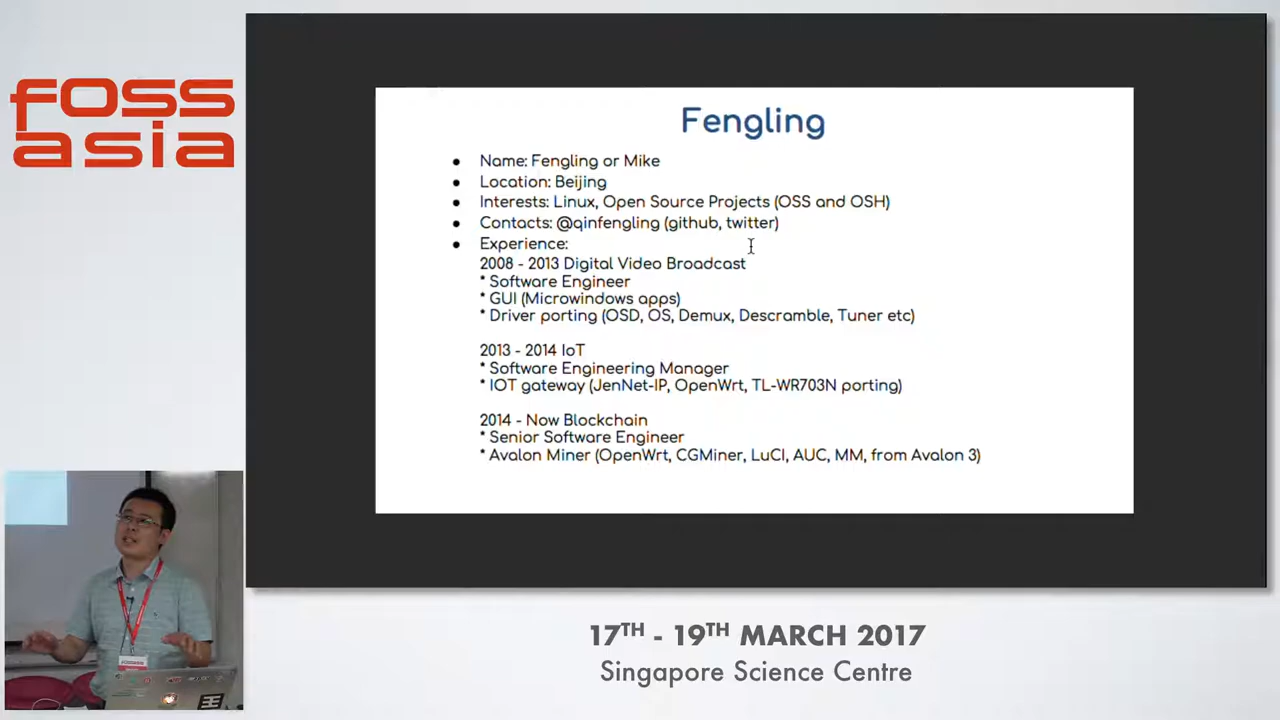 foss
asia
Fengling
● Name: Fengling or Mike
● Location: Beijing
● Interests: Linux, Open Source Projects (OSS and OSH)
● Contacts: @qinfengling (github, twitter)
● Experience:
2008 - 2013 Digital Video Broadcast
* Software Engineer
* GUI (Microwindows apps)
* Driver porting (OSD, OS, Demux, Descramble, Tuner etc)
2013 - 2014 IoT
* Software Engineering Manager
* IOT gateway (JenNet-IP, OpenWrt, TL-WR703N porting)
2014 - Now Blockchain
* Senior Software Engineer
* Avalon Miner (OpenWrt, CGMiner, LuCI, AUC, MM, from Avalon 3)
FOSSASIA
17TH - 19TH MARCH 2017
Singapore Science Centre